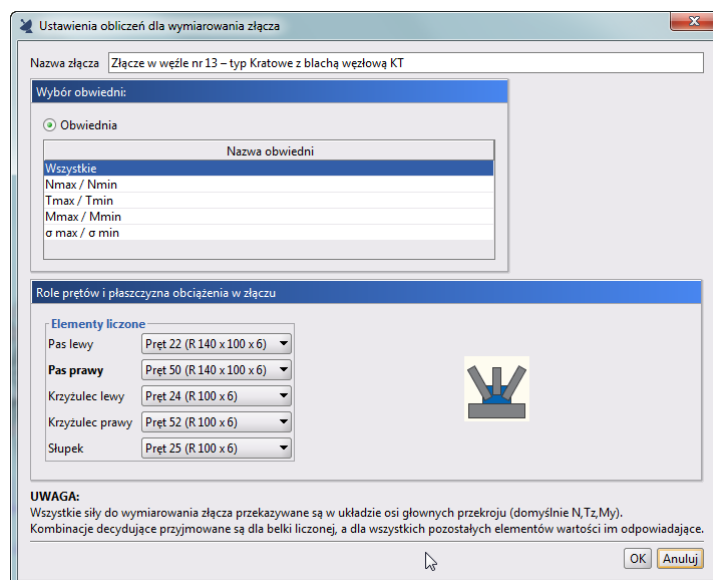 Ustawienia obliczeń dla wymiarowania złącza
Nazwa złącza Złącze w węźle nr 13 – typ Kratowe z blachą węzłową KT
Wybór obwiedni:
Obwiednia
Nazwa obwiedni
Wszystkie
Nmax / Nmin
Tmax / Tmin
Mmax / Mmin
σ max / σ min
Role prętów i płaszczyzna obciążenia w złączu
Elementy liczone
Pas lewy Pręt 22 (R 140 x 100 x 6)
Pas prawy Pręt 50 (R 140 x 100 x 6)
Krzyżulec lewy Pręt 24 (R 100 x 6)
Krzyżulec prawy Pręt 52 (R 100 x 6)
Słupek Pręt 25 (R 100 x 6)
UWAGA:
Wszystkie siły do wymiarowania złącza przekazywane są w układzie osi głownych przekroju (domyślnie N,Tz,My).
Kombinacje decydujące przyjmowane są dla belki liczonej, a dla wszystkich pozostałych elementów wartości im odpowiadające.
OK Anuluj